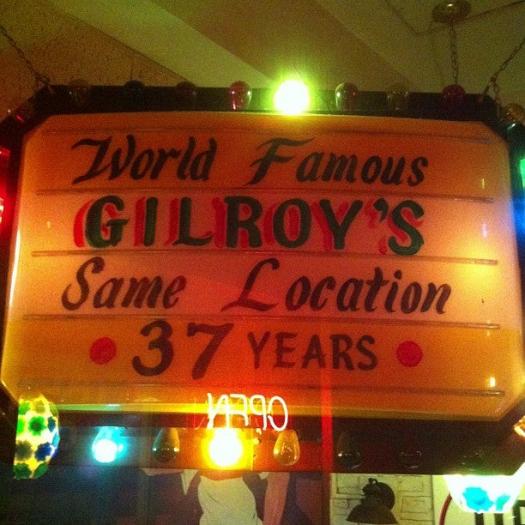 World Famous
GILROY'S
Same Location
37 YEARS
OPEN